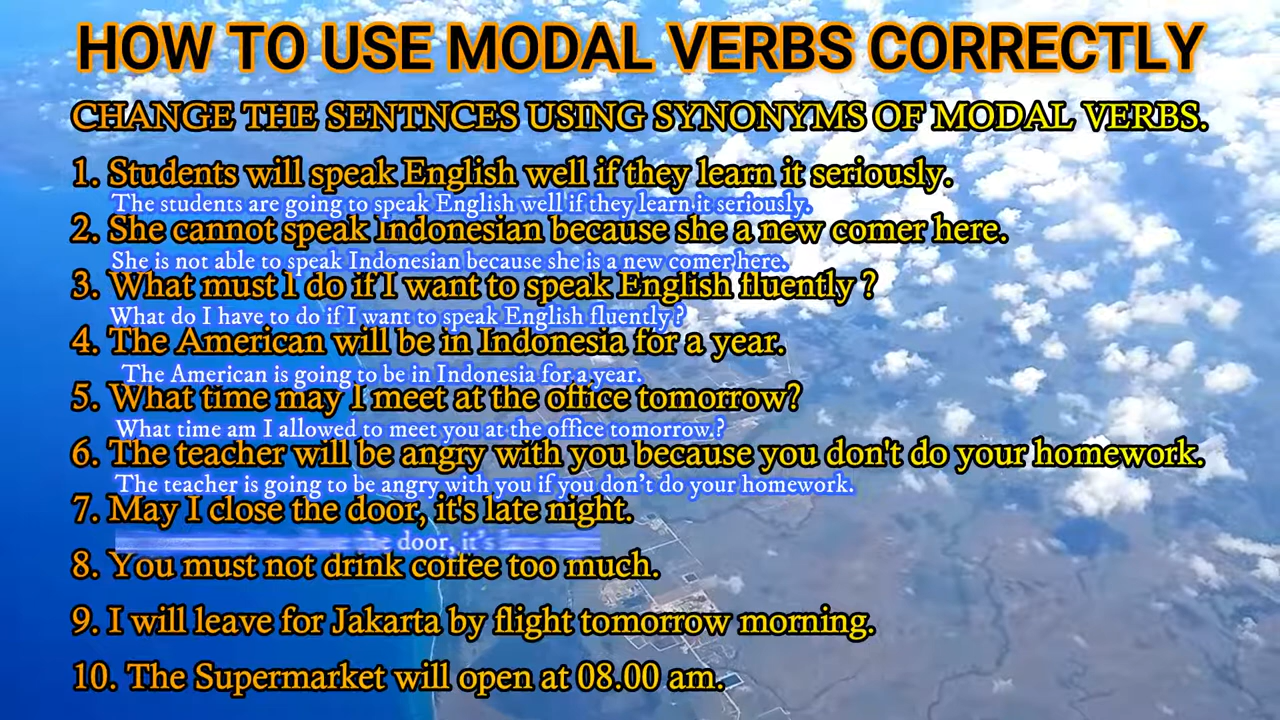 HOW TO USE MODAL VERBS CORRECTLY
CHANGE THE SENTNCES USING SYNONYMS OF MODAL VERBS.
1. Students will speak English well if they learn it seriously.
The students are going to speak English well if they learn it seriously.
2. She cannot speak Indonesian because she a new comer here.
She is not able to speak Indonesian because she is a new comer here.
3. What must I do if I want to speak English fluently ?
What do I have to do if I want to speak English fluently?
4. The American will be in Indonesia for a year.
The American is going to be in Indonesia for a year.
5. What time may I meet at the office tomorrow?
What time am I allowed to meet you at the office tomorrow?
6. The teacher will be angry with you because you don't do your homework.
The teacher is going to be angry with you if you don't do your homework.
7. May I close the door, it's late night.
door, it's
8. You must not drink coffee too much.
9. I will leave for Jakarta by flight tomorrow morning.
10. The Supermarket will open at 08.00 am.